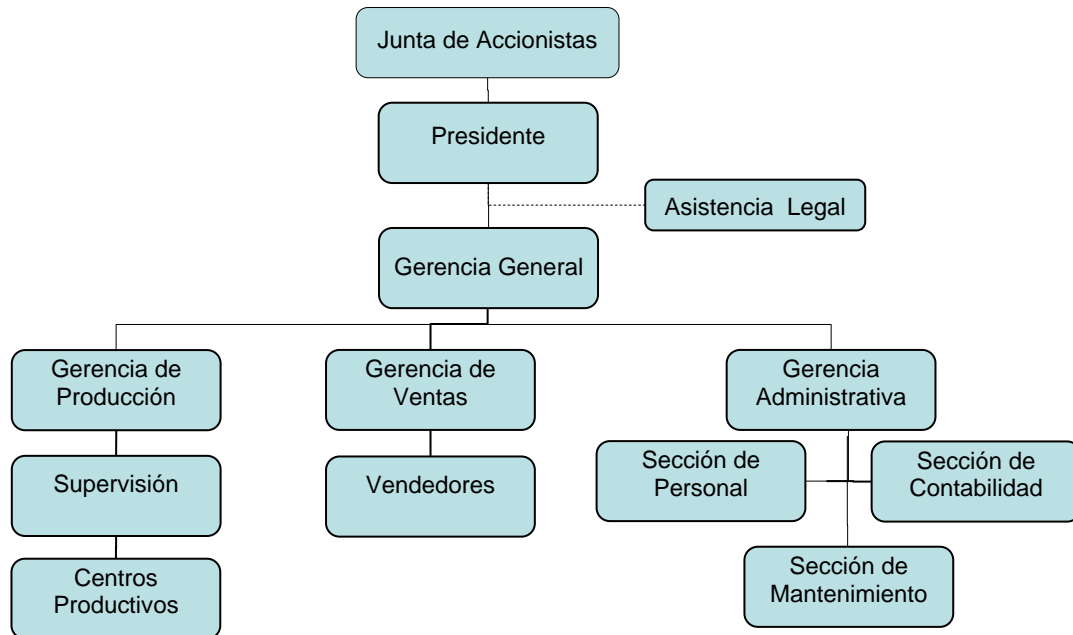 Junta de Accionistas
Presidente
Asistencia Legal
Gerencia General
Gerencia de
Producción
Gerencia de
Ventas
Gerencia
Administrativa
Supervisión
Vendedores
Sección de
Personal
Sección de
Contabilidad
Centros
Productivos
Sección de
Mantenimiento